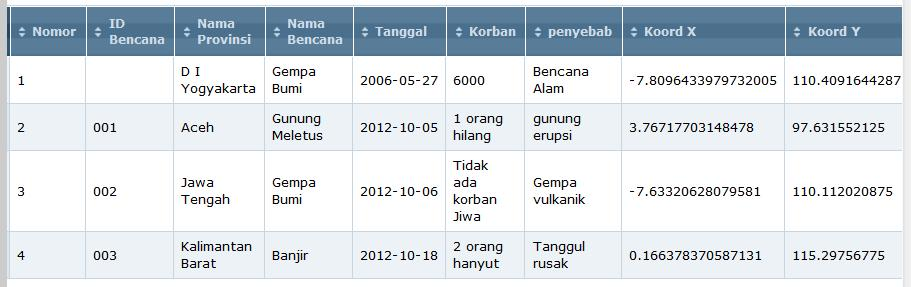 Nomor ID Bencana Nama Provinsi Nama Bencana Tanggal Korban penyebab Koord X Koord Y
1 D I Yogyakarta Gempa Bumi 2006-05-27 6000 Bencana Alam -7.8096433979732005 110.4091644287
2 001 Aceh Gunung Meletus 2012-10-05 1 orang hilang gunung erupsi 3.76717703148478 97.631552125
3 002 Jawa Tengah Gempa Bumi 2012-10-06 Tidak ada korban Jiwa Gempa vulkanik -7.63320628079581 110.112020875
4 003 Kalimantan Barat Banjir 2012-10-18 2 orang hanyut Tanggul rusak 0.166378370587131 115.29756775